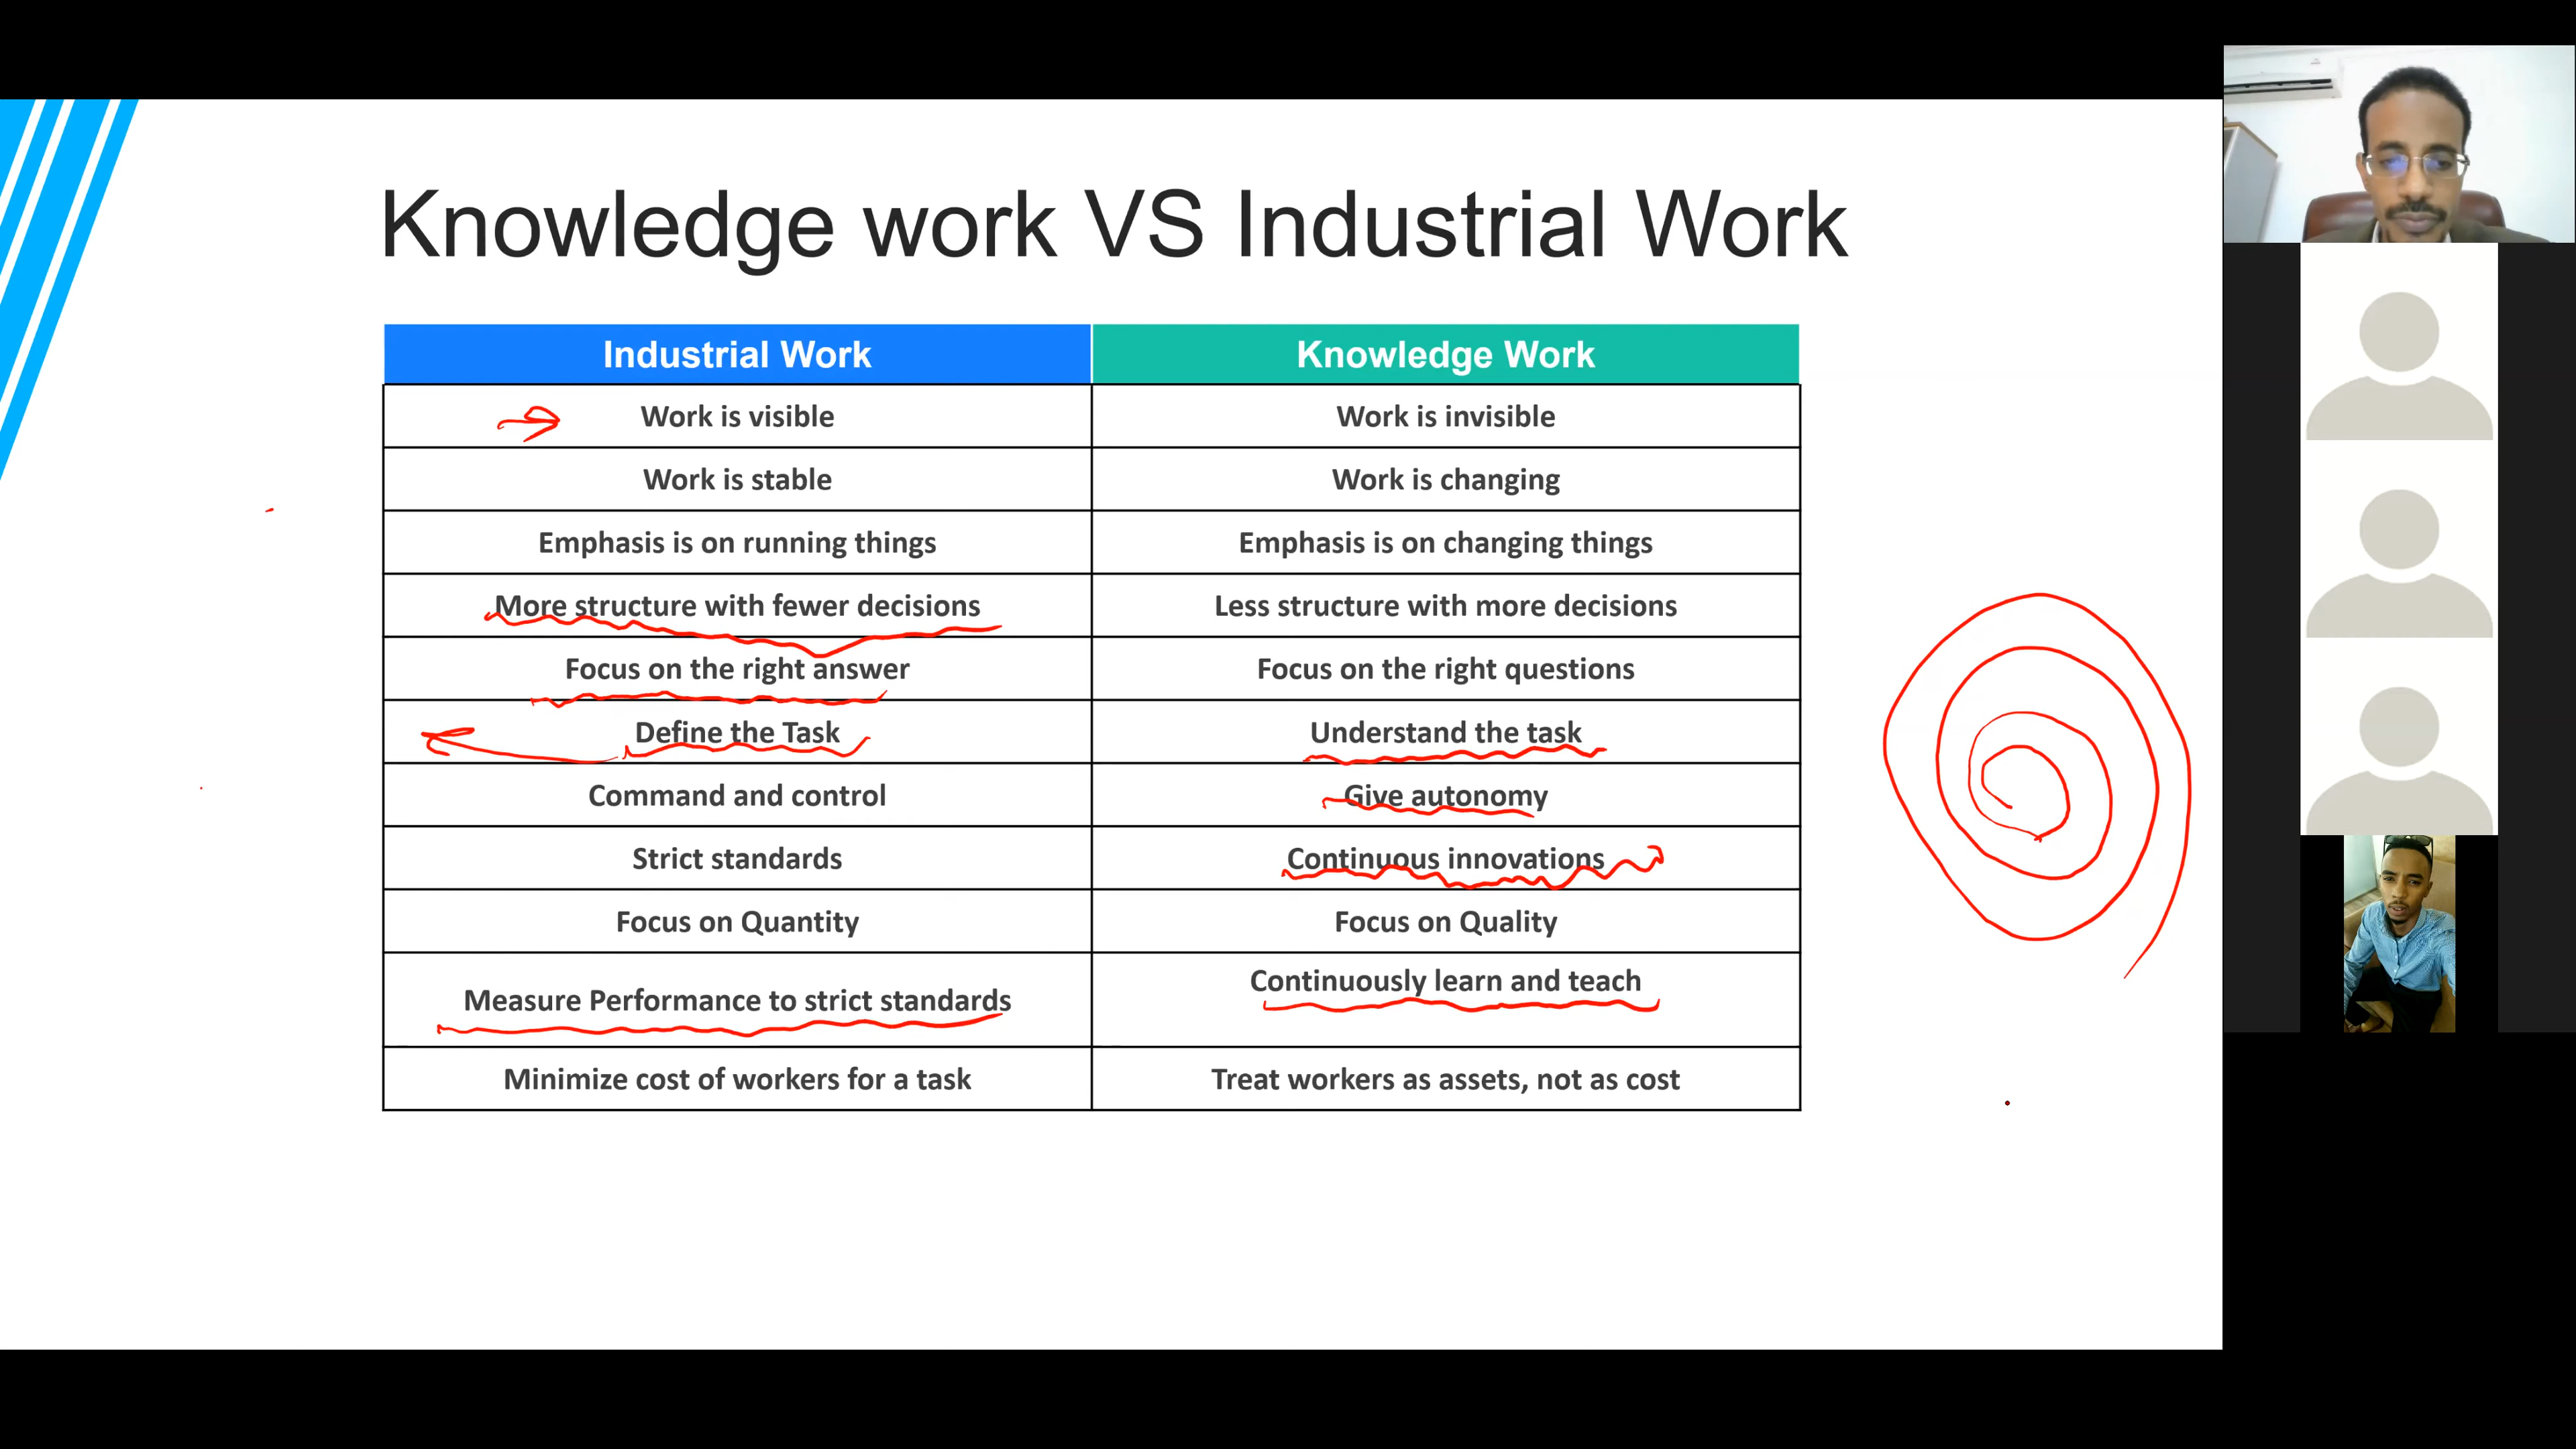 Knowledge work VS Industrial Work
Industrial Work Knowledge Work
Work is visible Work is invisible
Work is stable Work is changing
Emphasis is on running things Emphasis is on changing things
More structure with fewer decisions Less structure with more decisions
Focus on the right answer Focus on the right questions
Define the Task Understand the task
Command and control Give autonomy
Strict standards Continuous innovations
Focus on Quantity Focus on Quality
Measure Performance to strict standards Continuously learn and teach
Minimize cost of workers for a task Treat workers as assets, not as cost